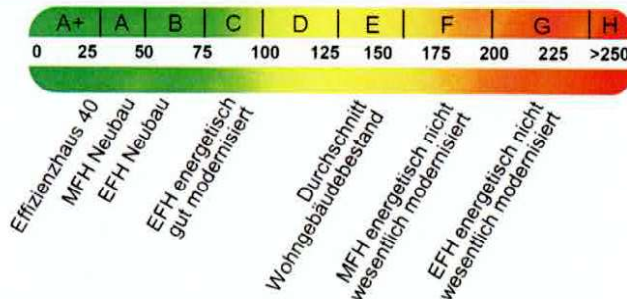 A+ A B C D E F G H
0 25 50 75 100 125 150 175 200 225 >250
Effizienzhaus 40
MFH Neubau
EFH Neubau
EFH energetisch
gut modernisiert
Durchschnitt
Wohngebäudebestand
MFH energetisch nicht
wesentlich modernisiert
EFH energetisch nicht
wesentlich modernisiert